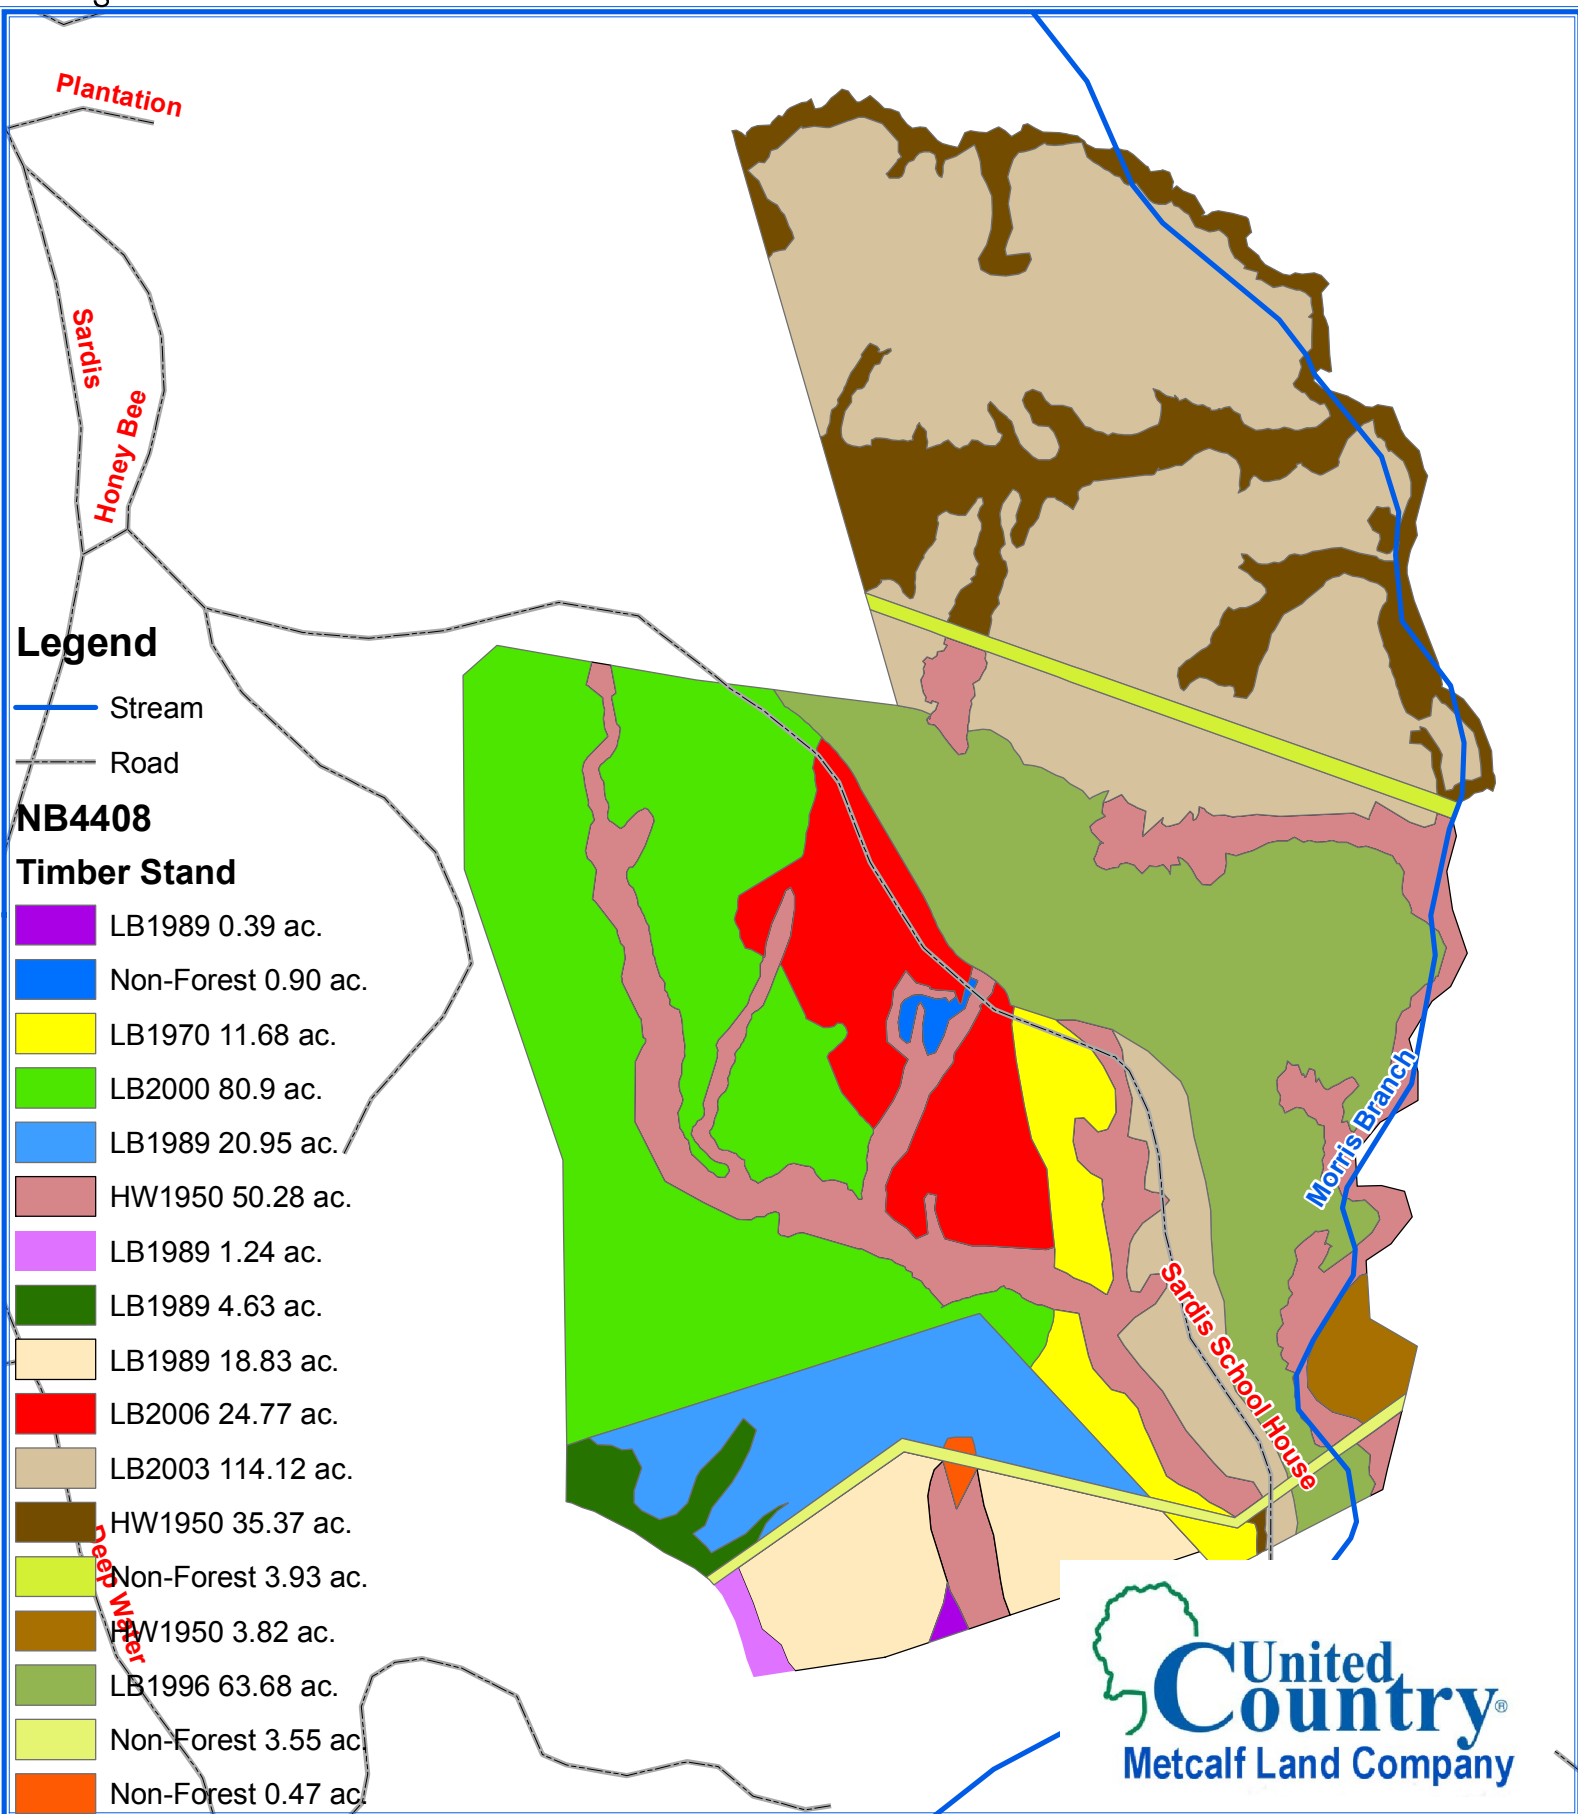 Plantation
Sardis
Honey Bee
Legend
Stream
Road
NB4408
Timber Stand
LB1989 0.39 ac.
Non-Forest 0.90 ac.
LB1970 11.68 ac.
LB2000 80.9 ac.
LB1989 20.95 ac.
HW1950 50.28 ac.
LB1989 1.24 ac.
LB1989 4.63 ac.
LB1989 18.83 ac.
LB2006 24.77 ac.
LB2003 114.12 ac.
HW1950 35.37 ac.
Non-Forest 3.93 ac.
HW1950 3.82 ac.
LB1996 63.68 ac.
Non-Forest 3.55 ac.
Non-Forest 0.47 ac.
Deep Water
Morris Branch
Sardis School House
United
Country®
Metcalf Land Company